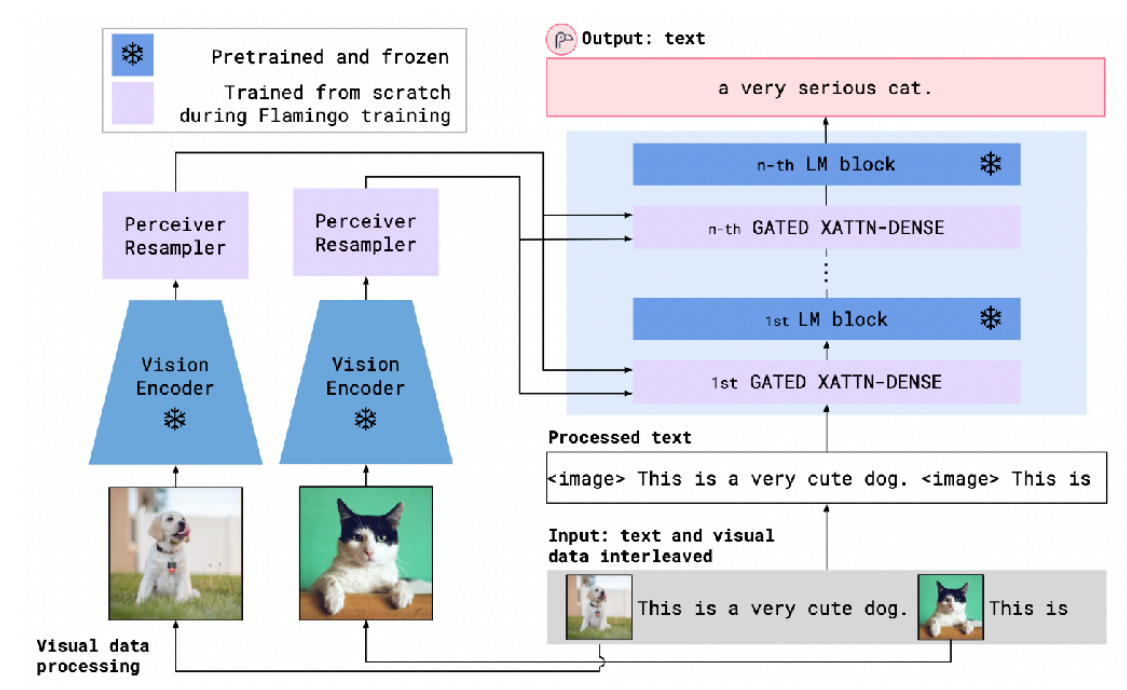 Pretrained and frozen
Trained from scratch
during Flamingo training
Output: text
a very serious cat.
n-th LM block
n-th GATED XATTN-DENSE
1st LM block
1st GATED XATTN-DENSE
Perceiver
Resampler
Perceiver
Resampler
Vision
Encoder
Vision
Encoder
Processed text
<image> This is a very cute dog. <image> This is
Input: text and visual
data interleaved
This is a very cute dog. This is
Visual data
processing